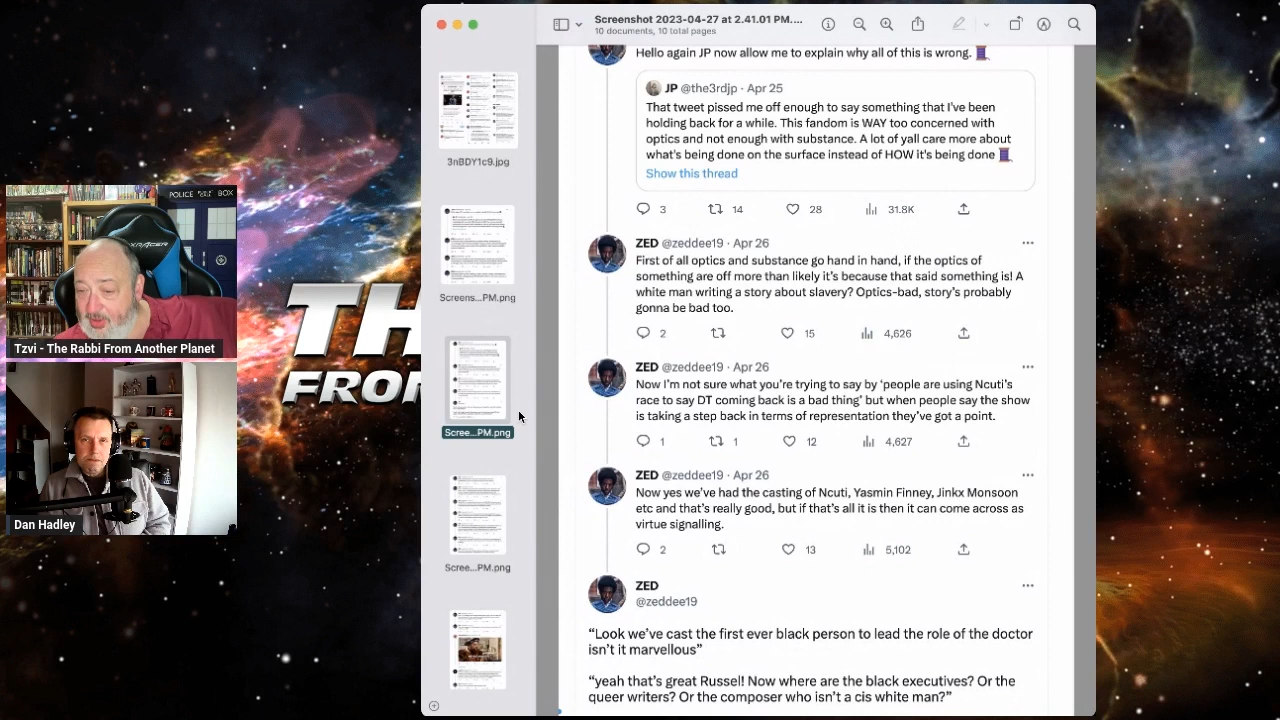 Screenshot 2023-04-27 at 2.41.01 PM....
10 documents, 10 total pages
3nBDY1c9.jpg
Screens...PM.png
Scree...PM.png
Scree...PM.png
POLICE BOX
Tzvi - The Rabbi From Another Planet
Dan Hadley
TH
FRO
Hello again JP now allow me to explain why all of this is wrong.
JP @the3rdjp · Apr 25
That tweet popped me off enough so I'm gonna say what I've been
holding back for awhile. This fandom is WAY too concerned with
optics and not enough with substance. A lot of yall care more about
what's being done on the surface instead of HOW it's being done
Show this thread
3 14 28 15.9K
ZED @zeddee19 · Apr 26
First of all optics and substance go hand in hand, if the optics of
something are off more than likely it's because the said something is! A
white man writing a story about slavery? Optics-bad, story's probably
gonna be bad too.
2 15 4,626
ZED @zeddee19 · Apr 26
Now I'm not sure what you're trying to say by 'people are using Ncuti's
race to say DT coming back is a bad thing' but when people say the show
is taking a step back in terms of representation they've got a point.
1 1 12 4,627
ZED @zeddee19 · Apr 26
Now yes we've had the casting of Ncuti, Yasmin and Jinkx Monsoon
and that's really good, but if that's all it is then it can comes across as
virtue signalling.
2 13 5,102
ZED
@zeddee19
“Look we've cast the first ever black person to lead the role of the doctor
isn't it marvellous”
“yeah that's great Russel! Now where are the black executives? Or the
queer writers? Or the composer who isn't a cis white man?”